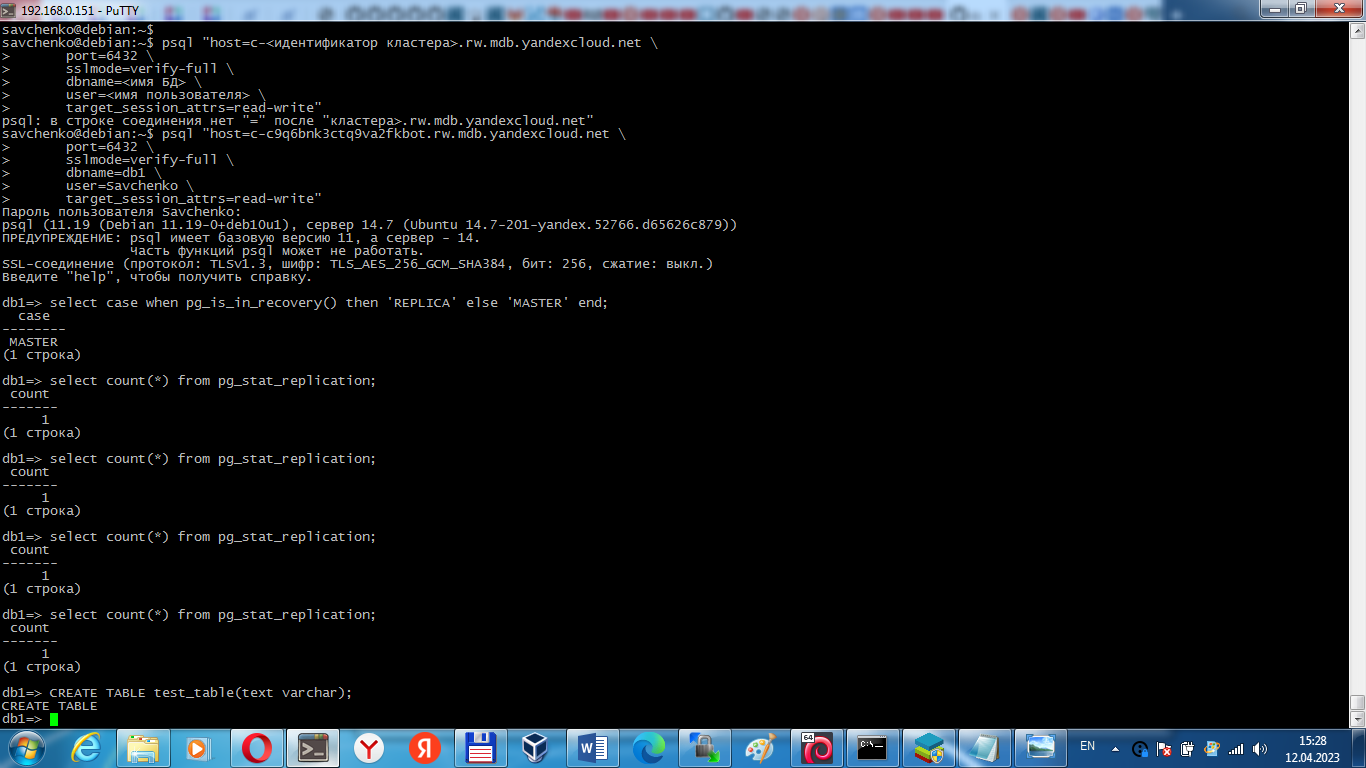 192.168.0.151 - PuTTY
savchenko@debian:~$
savchenko@debian:~$ psql "host=c-<идентификатор кластера>.rw.mdb.yandexcloud.net \
>       port=6432 \
>       sslmode=verify-full \
>       dbname=<имя БД> \
>       user=<имя пользователя> \
>       target_session_attrs=read-write"
psql: в строке соединения нет "=" после "кластера>.rw.mdb.yandexcloud.net"
savchenko@debian:~$ psql "host=c-c9q6bnk3ctq9va2fkbot.rw.mdb.yandexcloud.net \
>       port=6432 \
>       sslmode=verify-full \
>       dbname=db1 \
>       user=Savchenko \
>       target_session_attrs=read-write"
Пароль пользователя Savchenko:
psql (11.19 (Debian 11.19-0+deb10u1), сервер 14.7 (Ubuntu 14.7-201-yandex.52766.d65626c879))
ПРЕДУПРЕЖДЕНИЕ: psql имеет базовую версию 11, а сервер - 14.
                Часть функций psql может не работать.
SSL-соединение (протокол: TLSv1.3, шифр: TLS_AES_256_GCM_SHA384, бит: 256, сжатие: выкл.)
Введите "help", чтобы получить справку.
db1=> select case when pg_is_in_recovery() then 'REPLICA' else 'MASTER' end;
  case
--------
 MASTER
(1 строка)
db1=> select count(*) from pg_stat_replication;
 count
-------
     1
(1 строка)
db1=> select count(*) from pg_stat_replication;
 count
-------
     1
(1 строка)
db1=> select count(*) from pg_stat_replication;
 count
-------
     1
(1 строка)
db1=> select count(*) from pg_stat_replication;
 count
-------
     1
(1 строка)
db1=> CREATE TABLE test_table(text varchar);
CREATE TABLE
db1=>
64
C:\
EN
15:28
12.04.2023